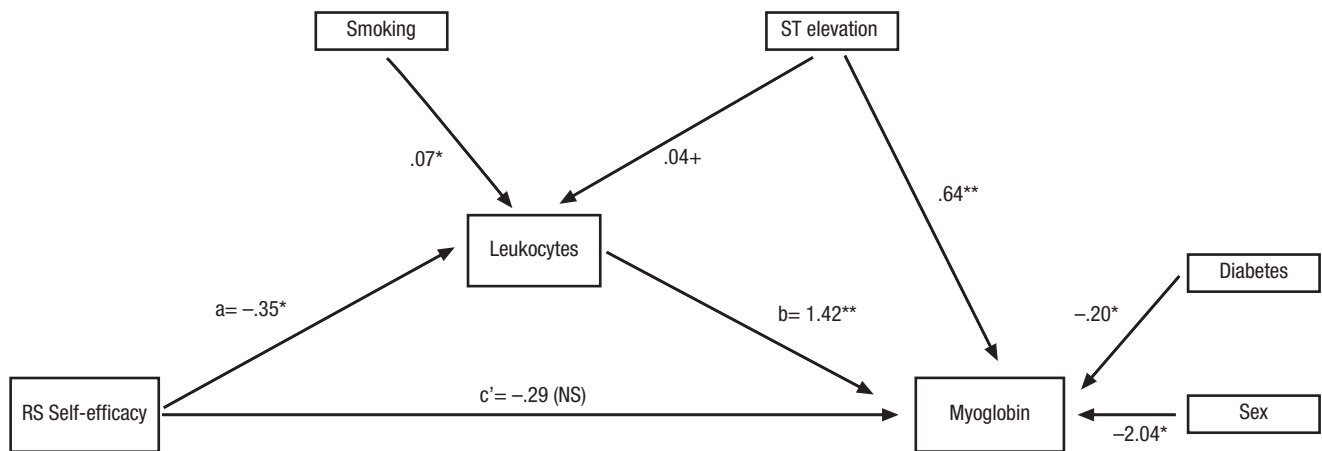 Smoking
ST elevation
.07*
.04+
.64**
Leukocytes
Diabetes
a= –.35*
b= 1.42**
–.20*
RS Self-efficacy
c’= –.29 (NS)
Myoglobin
Sex
–2.04*